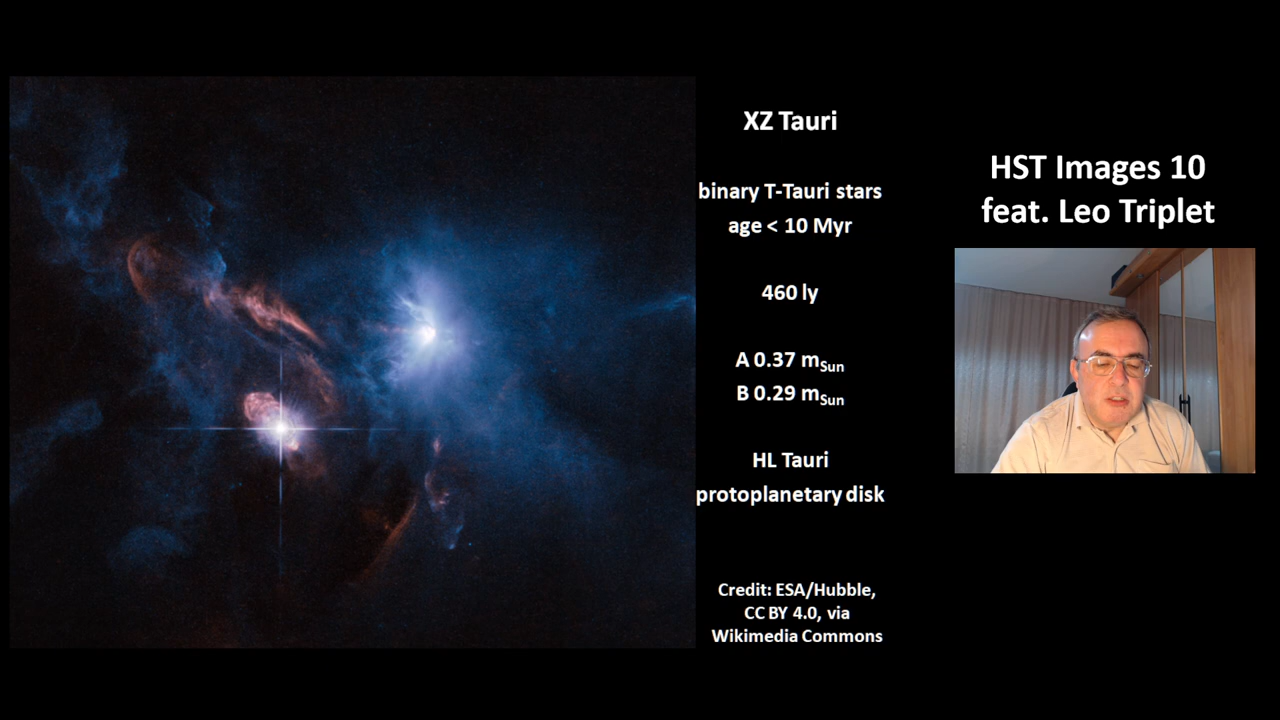 XZ Tauri
binary T-Tauri stars
age < 10 Myr
460 ly
A 0.37 mSun
B 0.29 mSun
HL Tauri
protoplanetary disk
Credit: ESA/Hubble,
CC BY 4.0, via
Wikimedia Commons
HST Images 10
feat. Leo Triplet